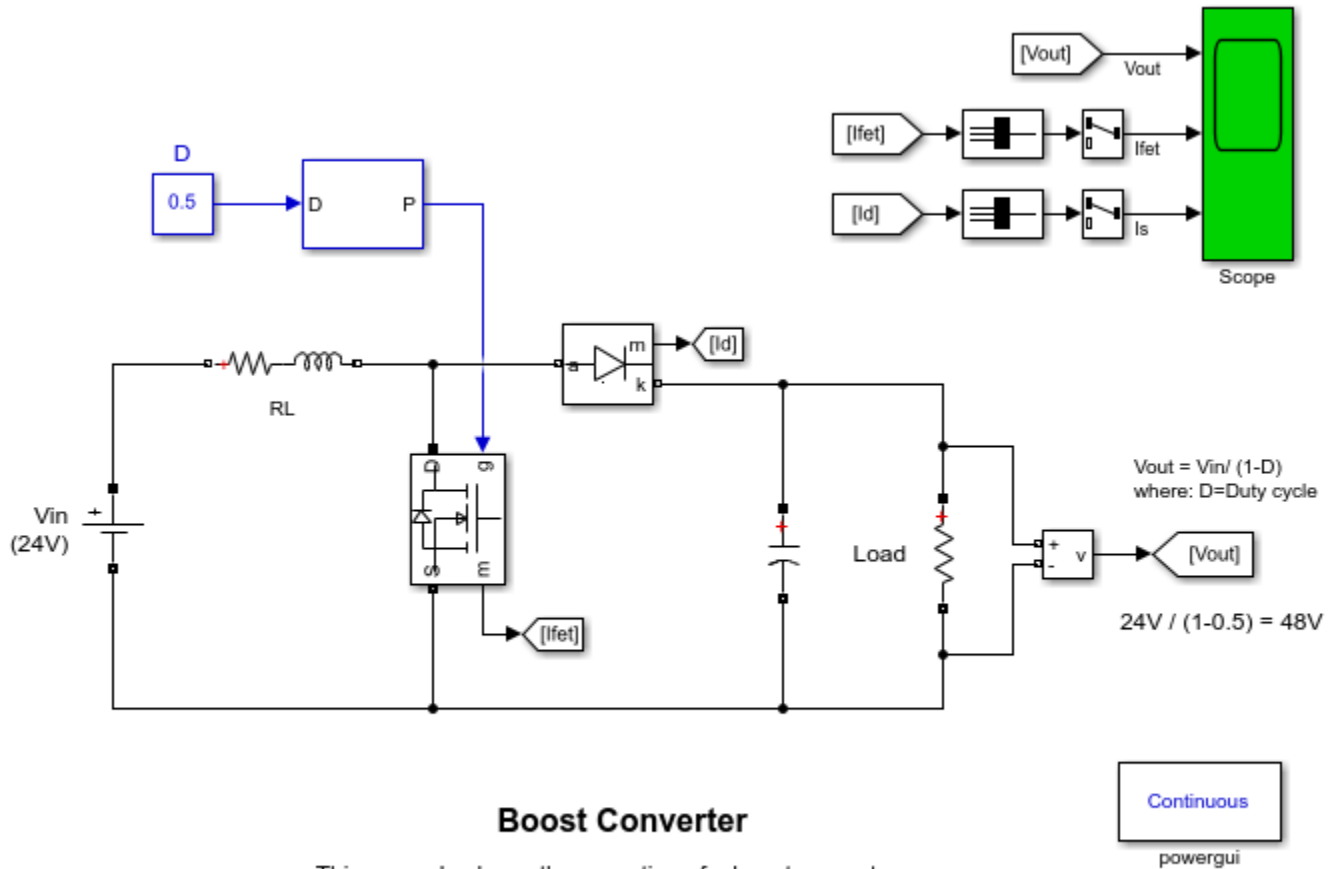 [Vout]
Vout
[Ifet]
Ifet
[Id]
Is
Scope
D
0.5
D P
[Id]
m
a
k
RL
D g
S m
[Ifet]
Vin
(24V)
+
Load
+
-
v
[Vout]
Vout = Vin/ (1-D)
where: D=Duty cycle
24V / (1-0.5) = 48V
Boost Converter
Continuous
powergui